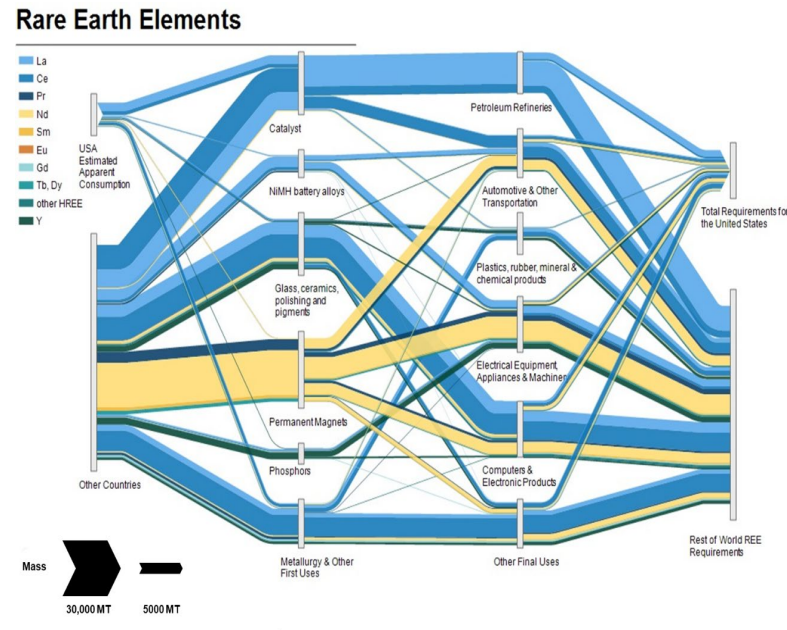 Rare Earth Elements
La
Ce
Pr
Nd
Sm
Eu
Gd
Tb, Dy
other HREE
Y
USA
Estimated
Apparent
Consumption
Other Countries
Catalyst
NiMH battery alloys
Glass, ceramics,
polishing and
pigments
Permanent Magnets
Phosphors
Metallurgy & Other
First Uses
Petroleum Refineries
Automotive & Other
Transportation
Plastics, rubber, mineral &
chemical products
Electrical Equipment,
Appliances & Machiner
Computers &
Electronic Products
Other Final Uses
Total Requirements for
the United States
Rest of World REE
Requirements
Mass
30,000 MT
5000 MT